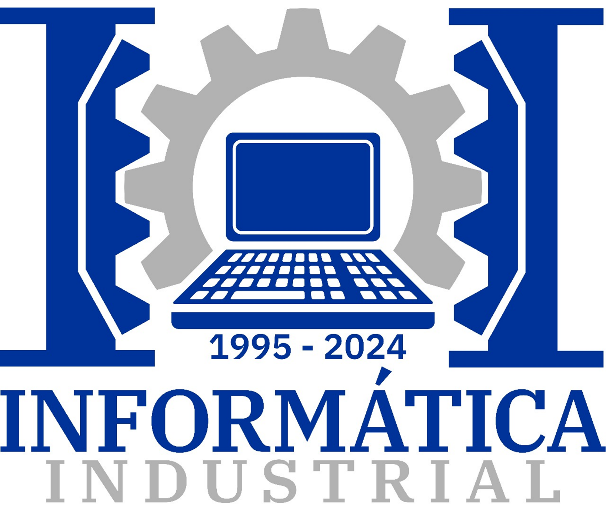 1995 - 2024
INFORMÁTICA
INDUSTRIAL